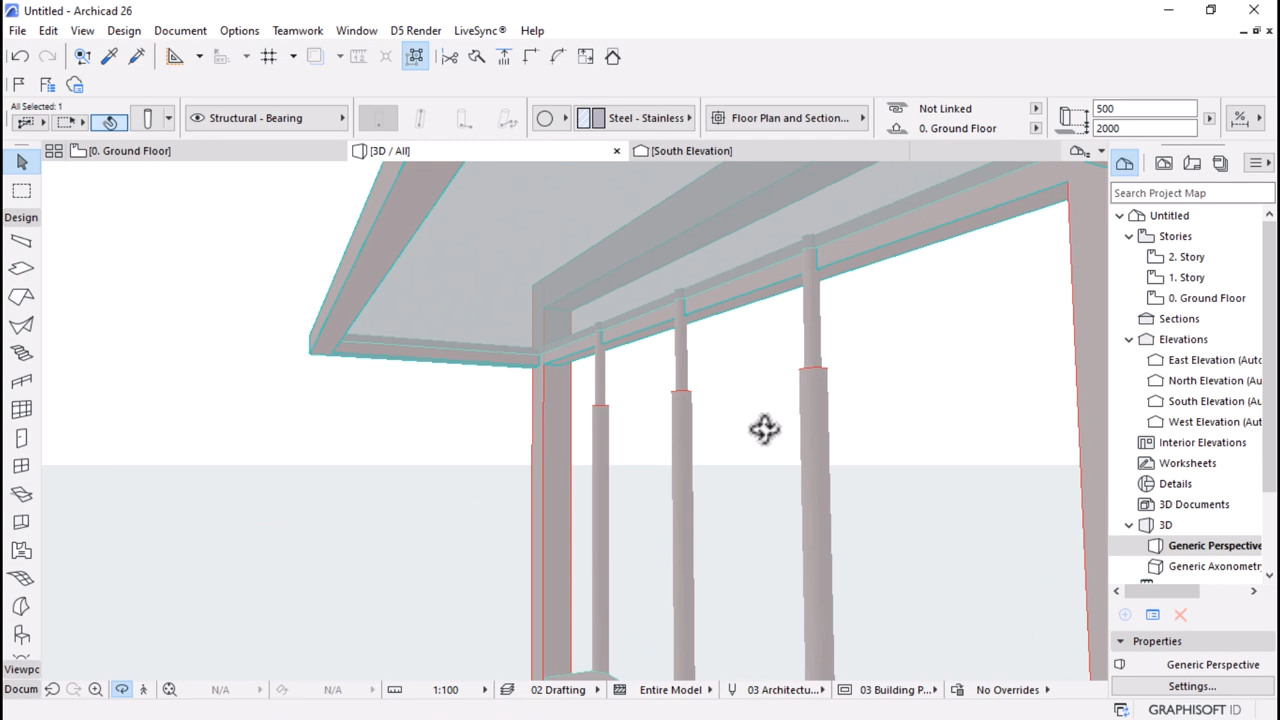 Untitled - Archicad 26
File Edit View Design Document Options Teamwork Window D5 Render LiveSync® Help
All Selected: 1
Structural - Bearing
Steel - Stainless
Floor Plan and Section...
Not Linked
0. Ground Floor
500
2000
[0. Ground Floor]
[3D / All]
[South Elevation]
Search Project Map
Design
Untitled
Stories
2. Story
1. Story
0. Ground Floor
Sections
Elevations
East Elevation (Auto
North Elevation (Au
South Elevation (Au
West Elevation (Aut
Interior Elevations
Worksheets
Details
3D Documents
3D
Generic Perspective
Generic Axonometr
Properties
Generic Perspective
Settings...
Viewpc
Docum
N/A
N/A
1:100
02 Drafting
Entire Model
03 Architectu...
03 Building P...
No Overrides
GRAPHISOFT ID